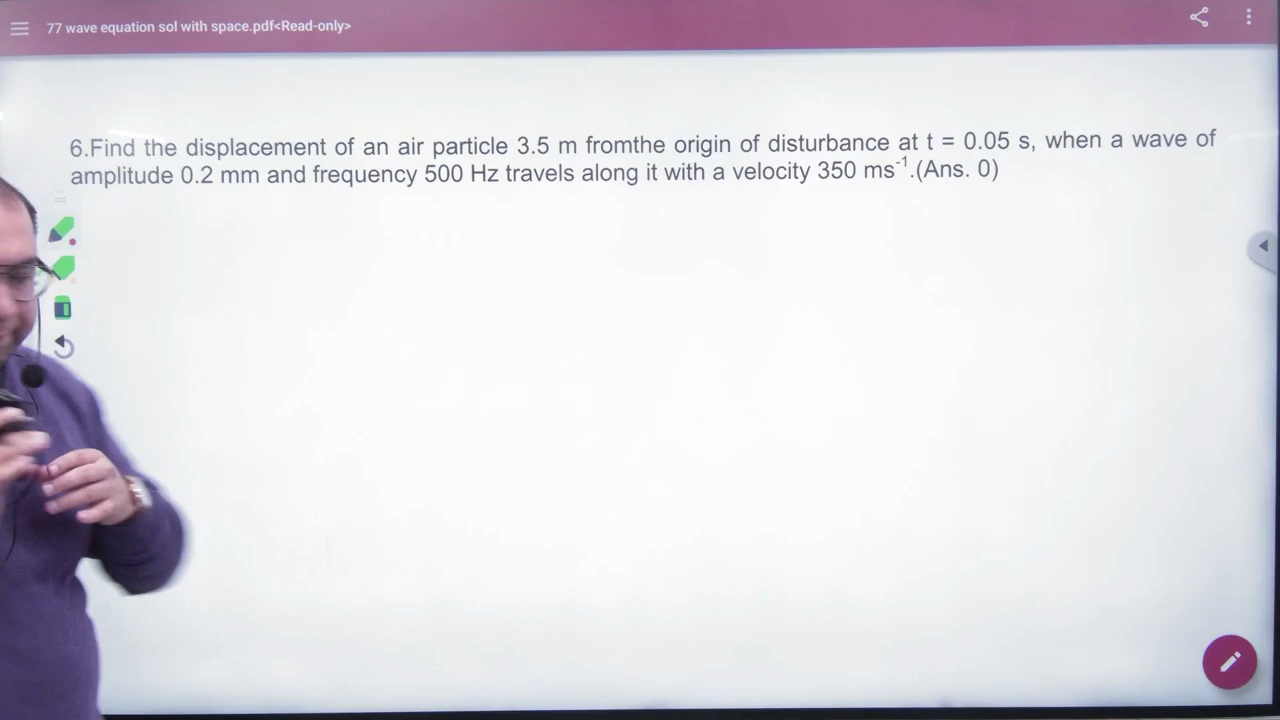 77 wave equation sol with space.pdf<Read-only>
6.Find the displacement of an air particle 3.5 m fromthe origin of disturbance at t = 0.05 s, when a wave of
amplitude 0.2 mm and frequency 500 Hz travels along it with a velocity 350 ms⁻¹.(Ans. 0)